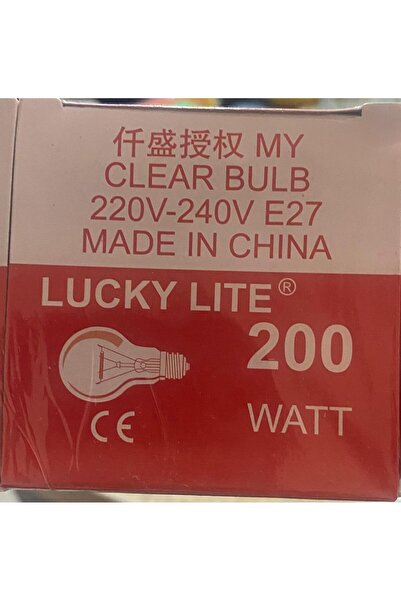 仟盛授权 MY
CLEAR BULB
220V-240V E27
MADE IN CHINA
LUCKY LITE®
200
CE
WATT